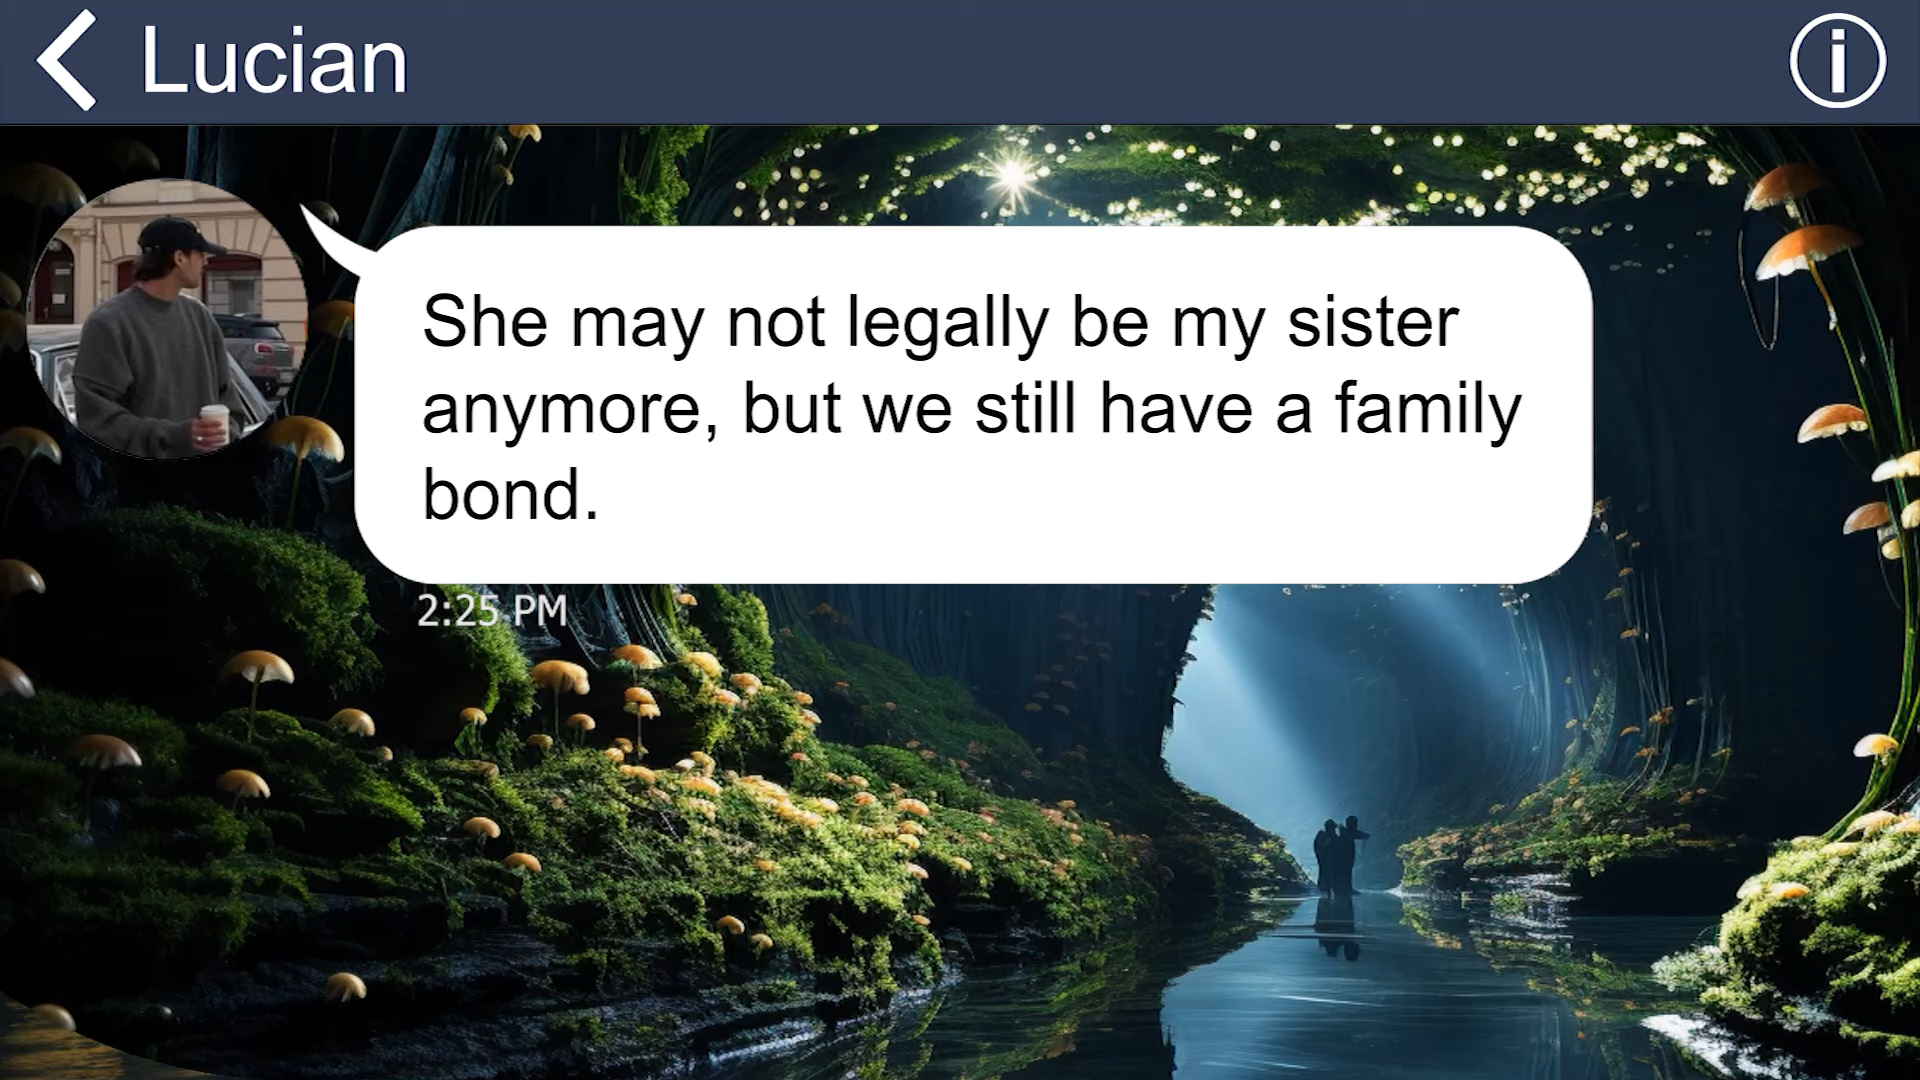 Lucian
She may not legally be my sister
anymore, but we still have a family
bond.
2:25 PM